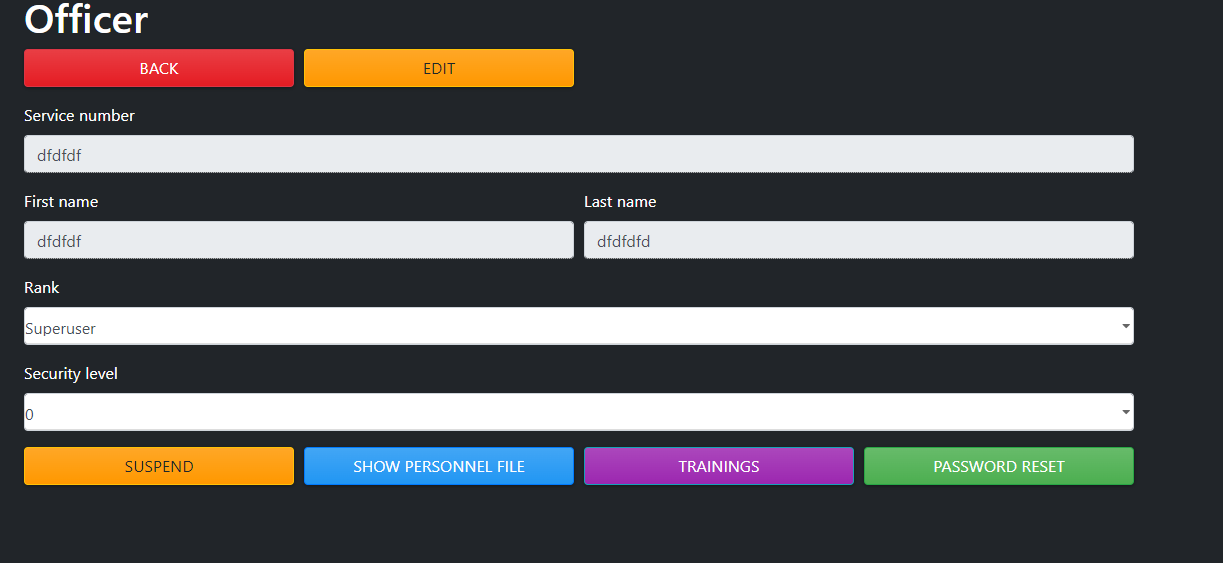 Officer
BACK EDIT
Service number
dfdfdf
First name Last name
dfdfdf dfdfdfd
Rank
Superuser
Security level
0
SUSPEND SHOW PERSONNEL FILE TRAININGS PASSWORD RESET